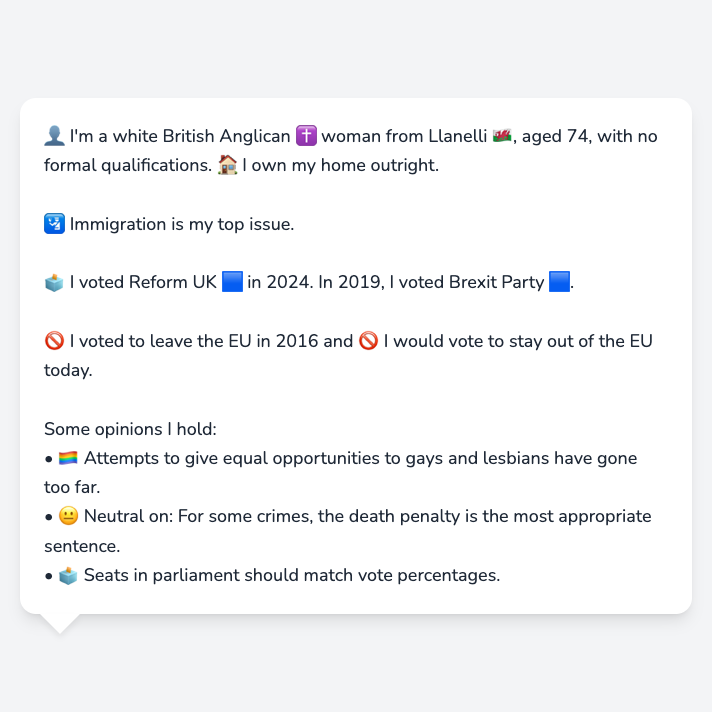 👤 I'm a white British Anglican ✝️ woman from Llanelli 🏴󠁧󠁢󠁷󠁬󠁳󠁿, aged 74, with no
formal qualifications. 🏠 I own my home outright.
🛂 Immigration is my top issue.
🗳️ I voted Reform UK 🟦 in 2024. In 2019, I voted Brexit Party 🟦.
🚫 I voted to leave the EU in 2016 and 🚫 I would vote to stay out of the EU
today.
Some opinions I hold:
• 🏳️‍🌈 Attempts to give equal opportunities to gays and lesbians have gone
too far.
• 😐 Neutral on: For some crimes, the death penalty is the most appropriate
sentence.
• 🗳️ Seats in parliament should match vote percentages.